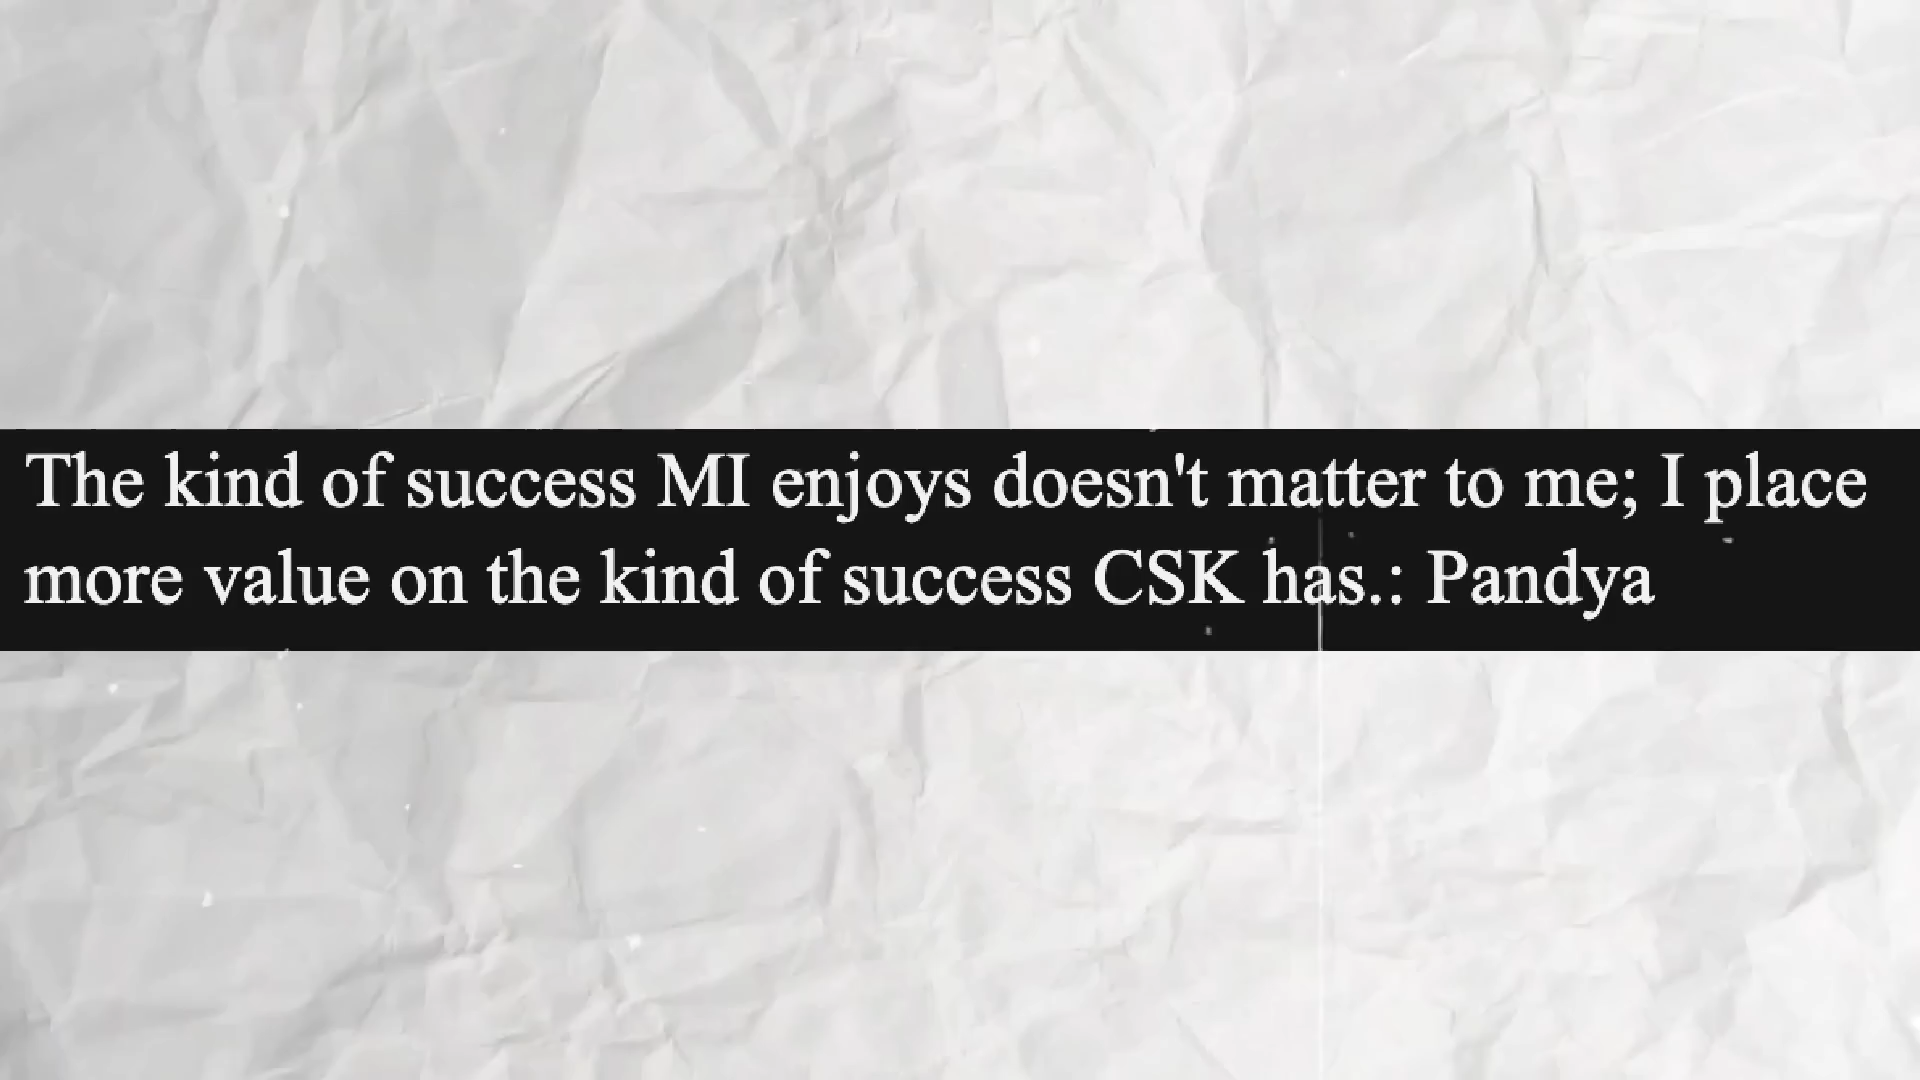 The kind of success MI enjoys doesn't matter to me; I place
more value on the kind of success CSK has.: Pandya